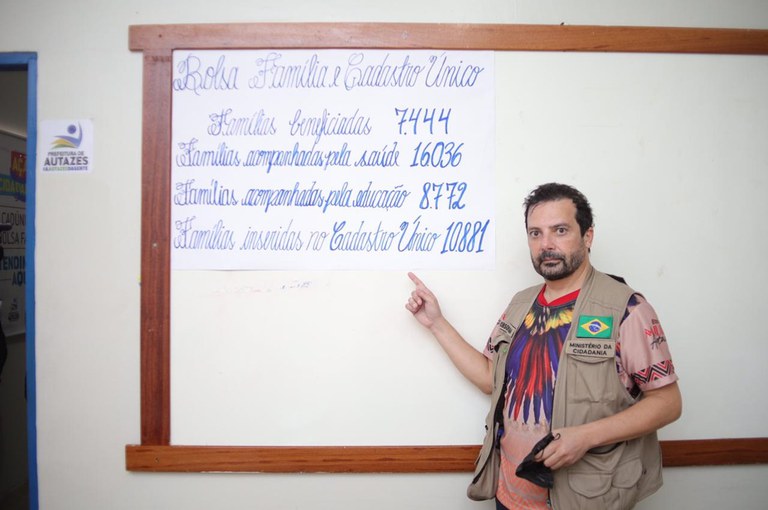 Bolsa Família e Cadastro Único
Famílias beneficiadas 7.444
Famílias acompanhadas pela saúde 16036
Famílias acompanhadas pela educação 8.772
Famílias inseridas no Cadastro Único 10881
PREFEITURA DE
AUTAZES
MINISTÉRIO DA
CIDADANIA